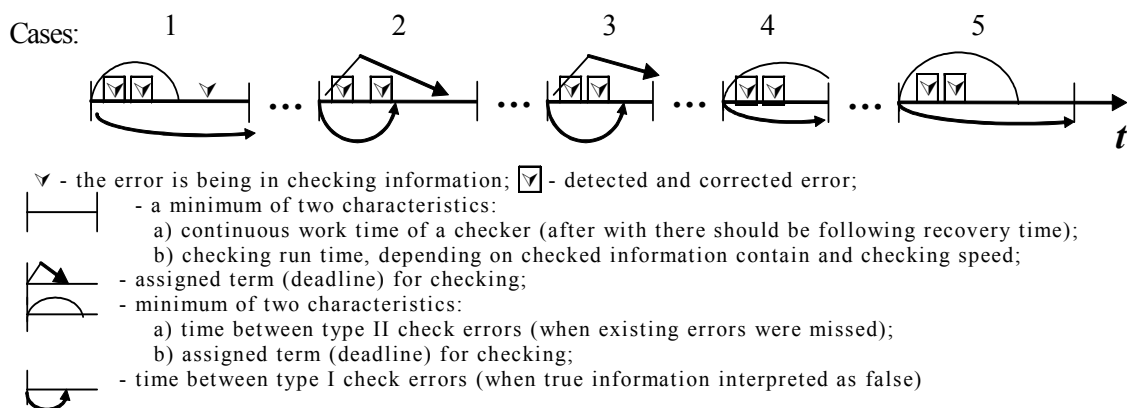 Cases: 1 2 3 4 5
... ... ... ...
t
- the error is being in checking information; - detected and corrected error;
- a minimum of two characteristics:
a) continuous work time of a checker (after with there should be following recovery time);
b) checking run time, depending on checked information contain and checking speed;
- assigned term (deadline) for checking;
- minimum of two characteristics:
a) time between type II check errors (when existing errors were missed);
b) assigned term (deadline) for checking;
- time between type I check errors (when true information interpreted as false)